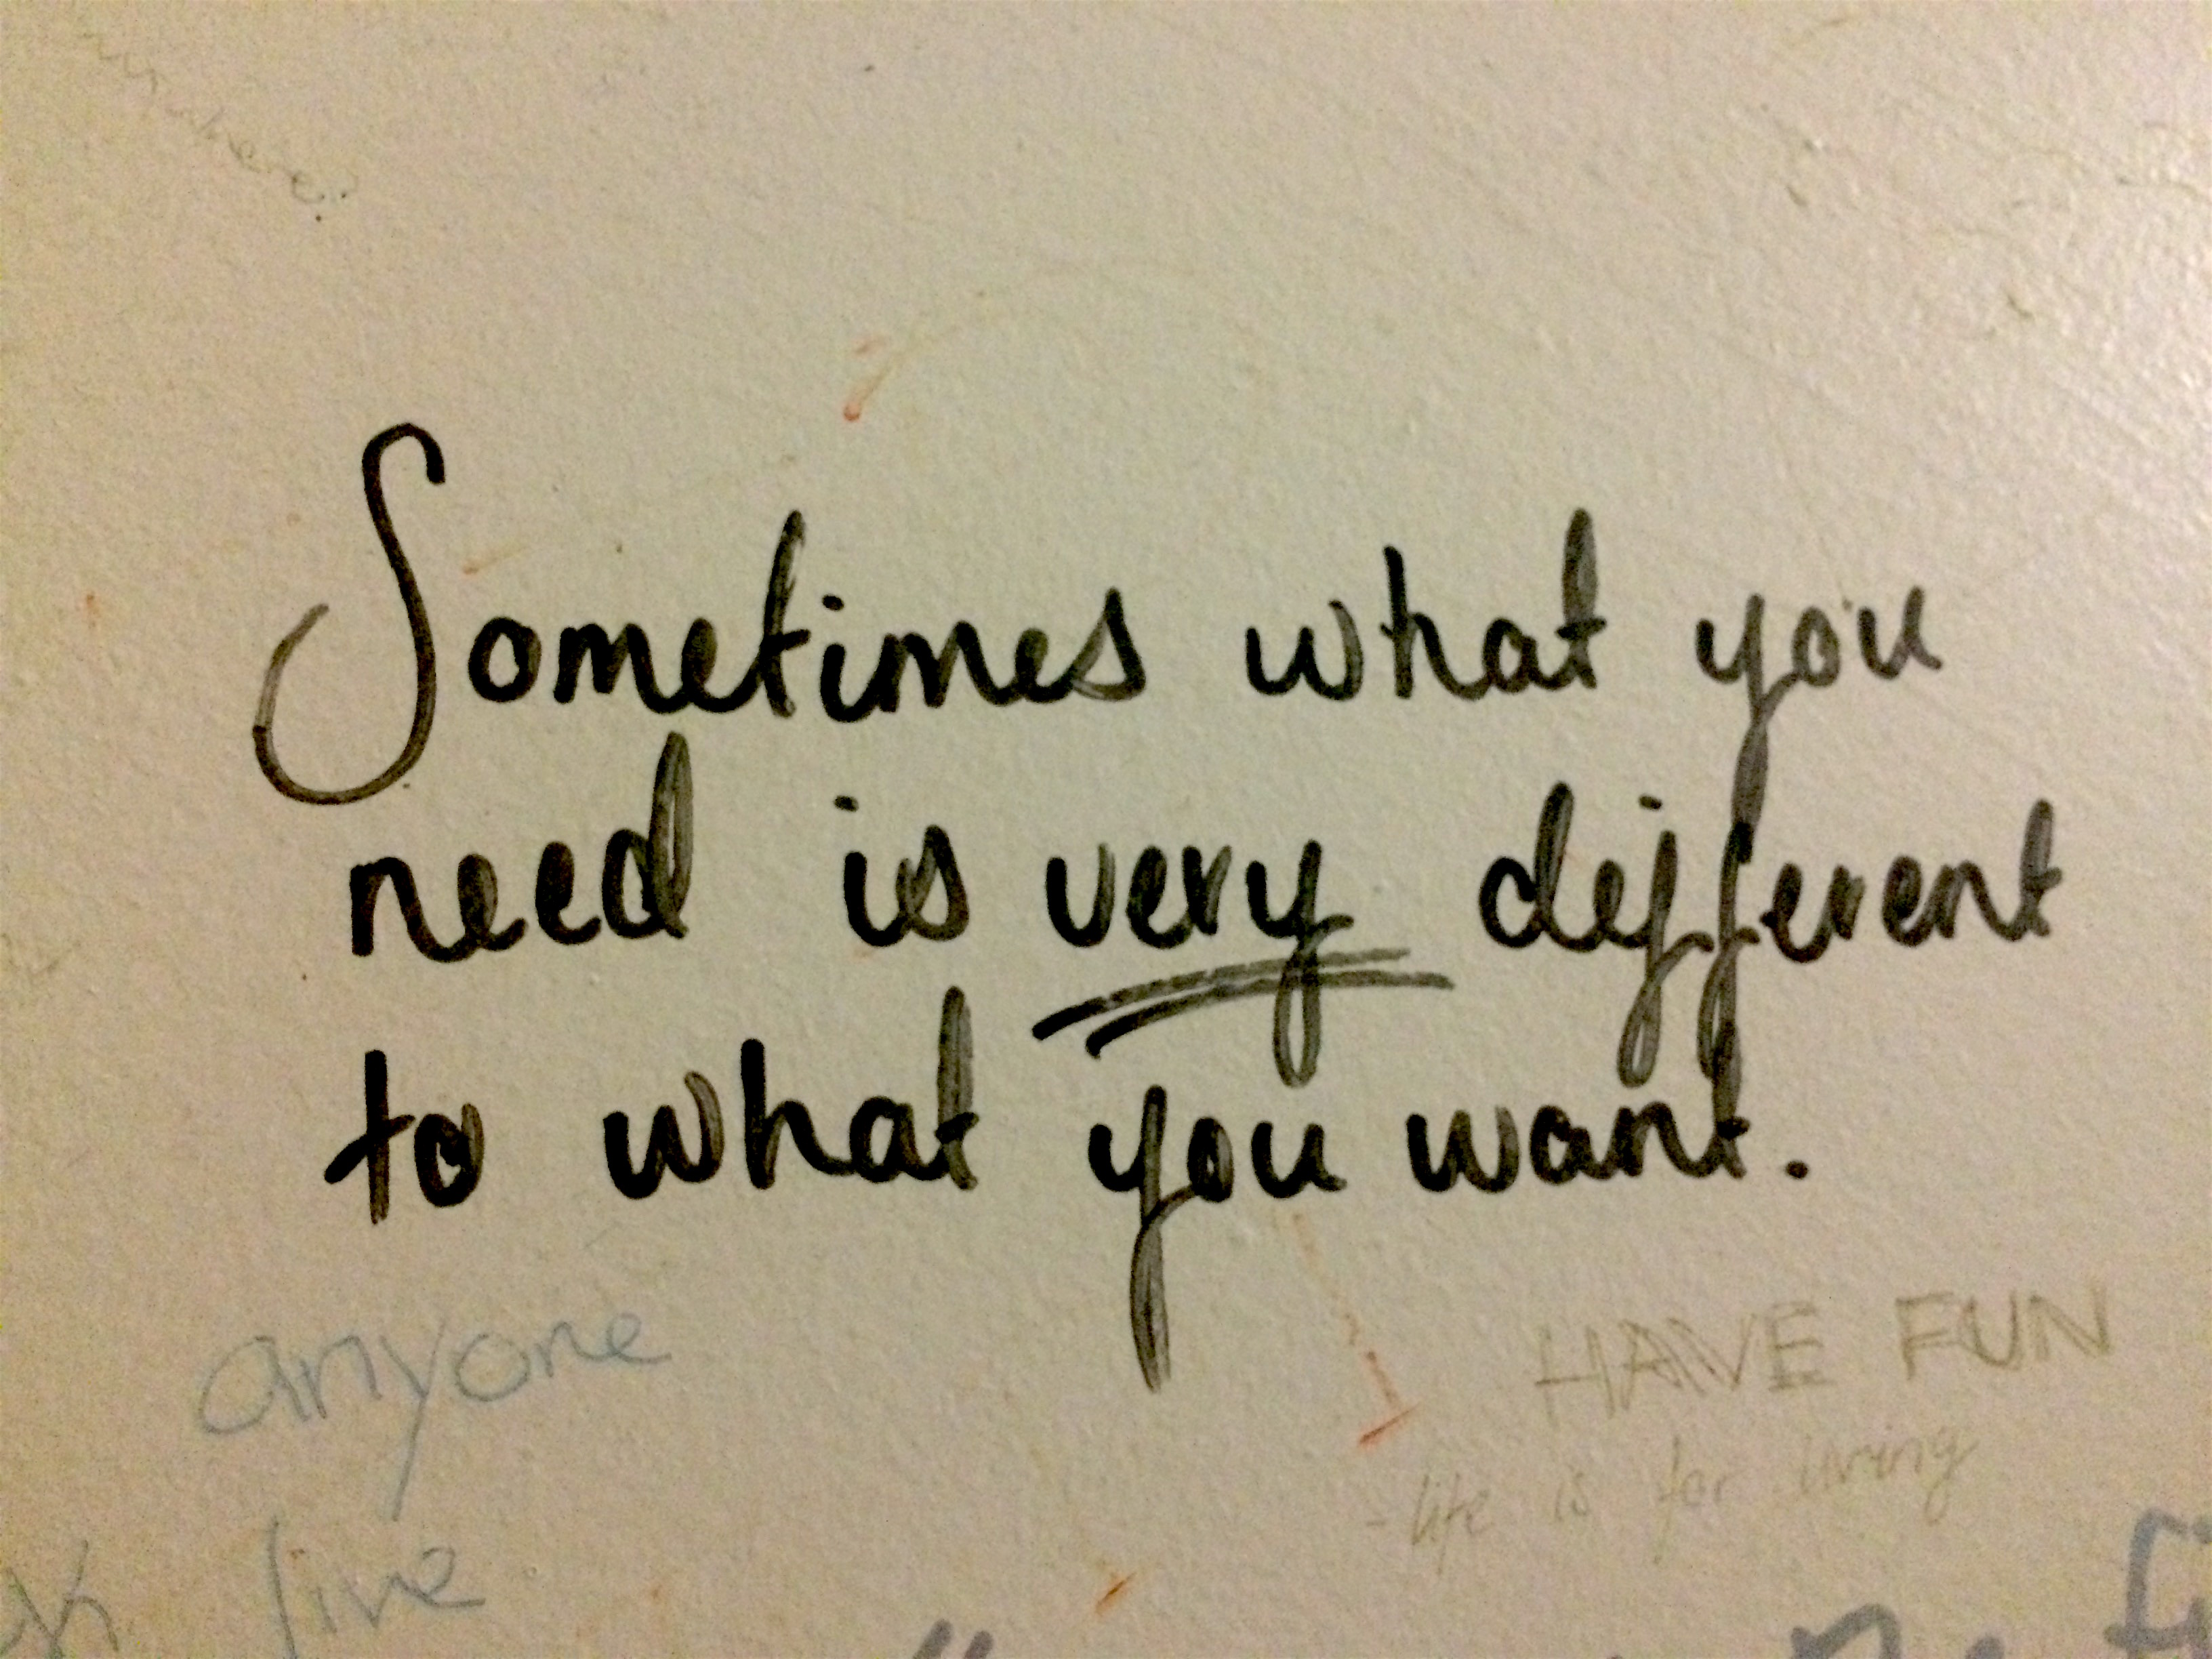 Sometimes what you
need is very different
to what you want.
anyone
HAVE FUN
- life is for living
live